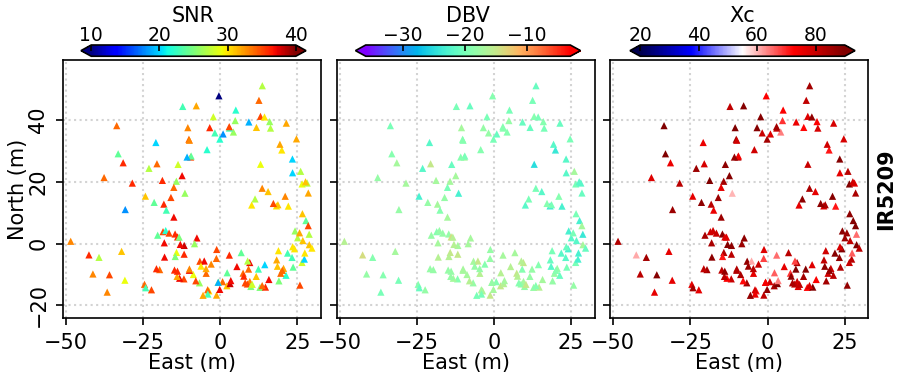 SNR DBV Xc
10 20 30 40 −30 −20 −10 20 40 60 80
40
20
0
−20
North (m)
−50 −25 0 25 −50 −25 0 25 −50 −25 0 25
East (m) East (m) East (m)
IR5209